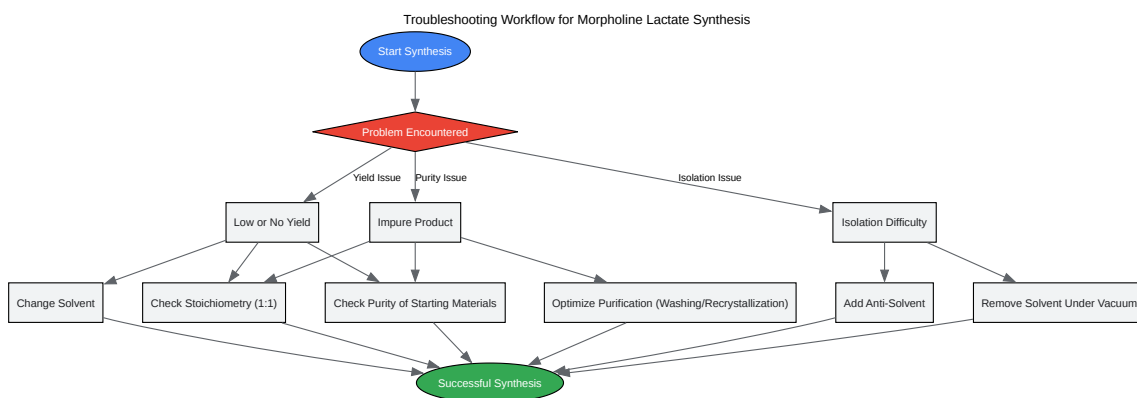 Troubleshooting Workflow for Morpholine Lactate Synthesis
Start Synthesis
Problem Encountered
Yield Issue
Purity Issue
Isolation Issue
Low or No Yield
Impure Product
Isolation Difficulty
Change Solvent
Check Stoichiometry (1:1)
Check Purity of Starting Materials
Optimize Purification (Washing/Recrystallization)
Add Anti-Solvent
Remove Solvent Under Vacuum
Successful Synthesis